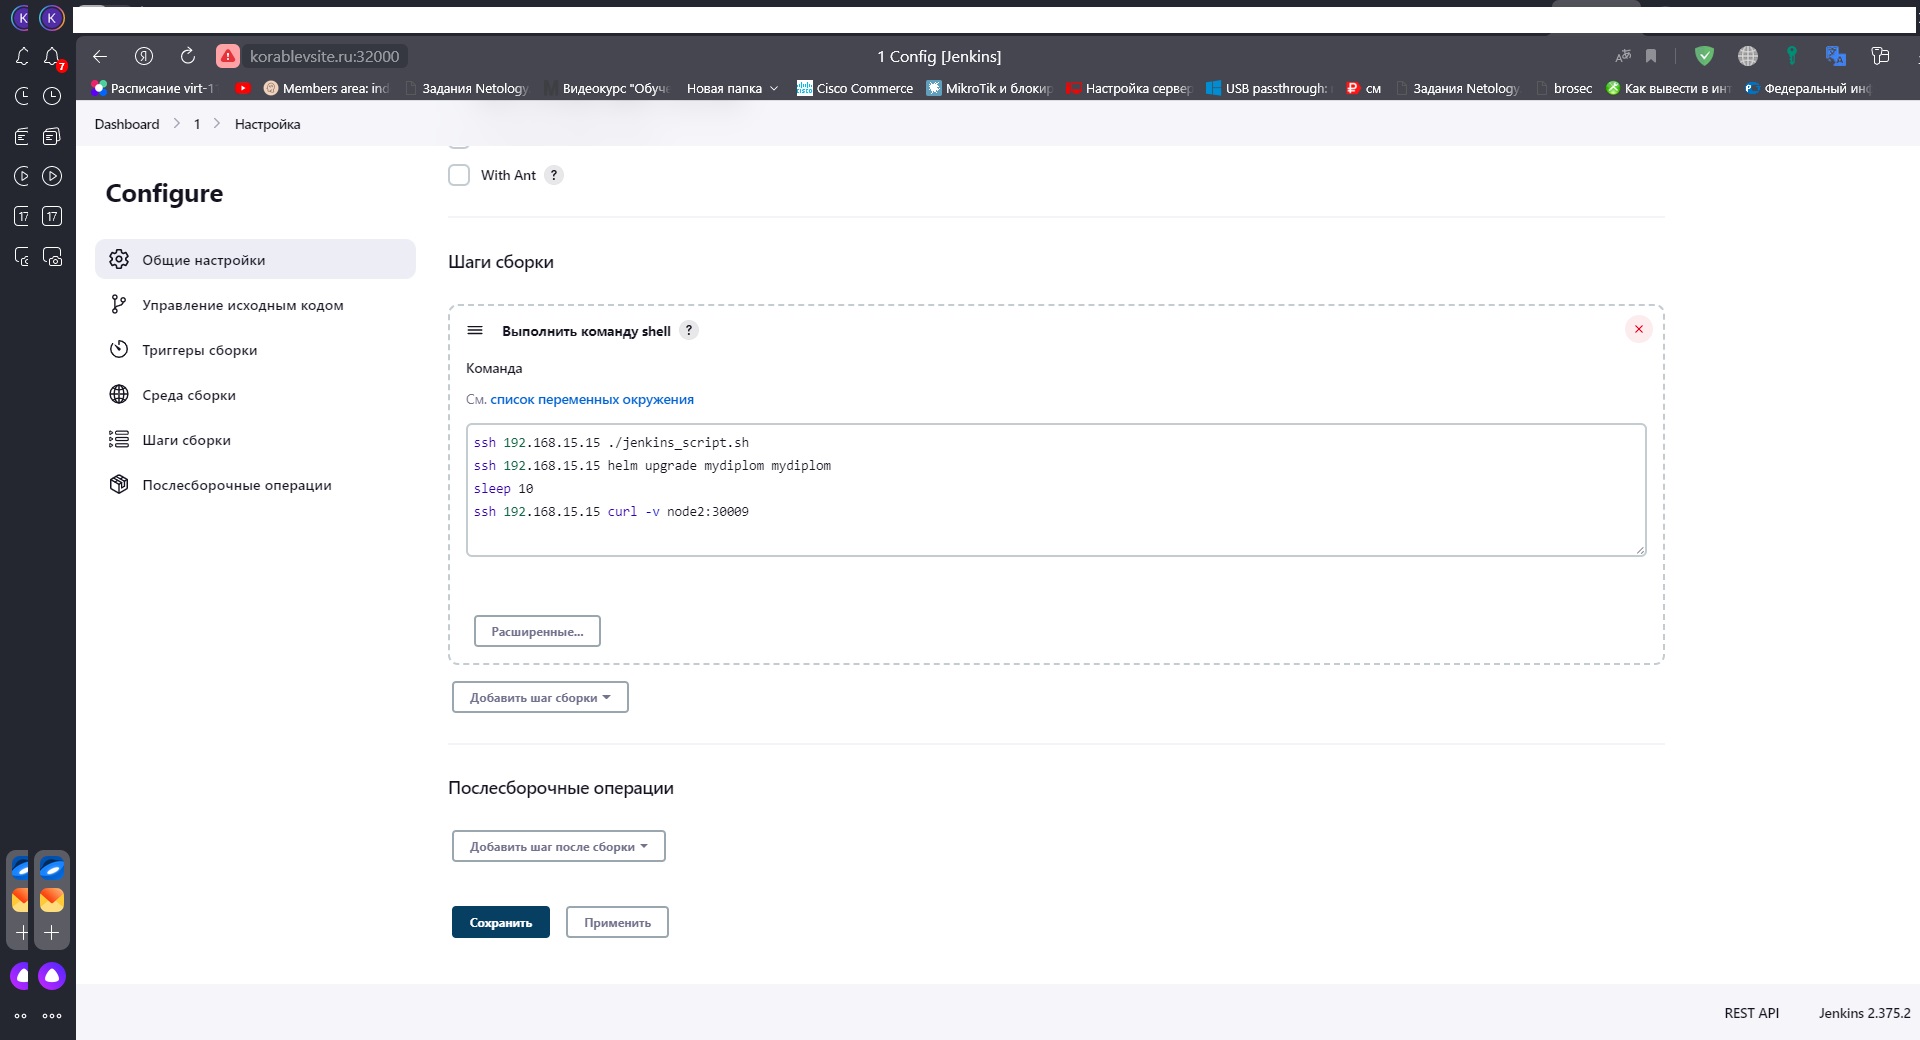 K
K
7
17
17
korablevsite.ru:32000
1 Config [Jenkins]
Расписание virt-1
Members area: ind
Задания Netology
Видеокурс "Обуче
Новая папка
Cisco Commerce
MikroTik и блокир
Настройка сервер
USB passthrough:
см
Задания Netology
brosec
Как вывести в инт
Федеральный инф
Dashboard
1
Настройка
With Ant ?
Configure
Общие настройки
Управление исходным кодом
Триггеры сборки
Среда сборки
Шаги сборки
Послесборочные операции
Шаги сборки
Выполнить команду shell ?
Команда
См. список переменных окружения
ssh 192.168.15.15 ./jenkins_script.sh
ssh 192.168.15.15 helm upgrade mydiplom mydiplom
sleep 10
ssh 192.168.15.15 curl -v node2:30009
Расширенные...
Добавить шаг сборки
Послесборочные операции
Добавить шаг после сборки
Сохранить
Применить
REST API
Jenkins 2.375.2